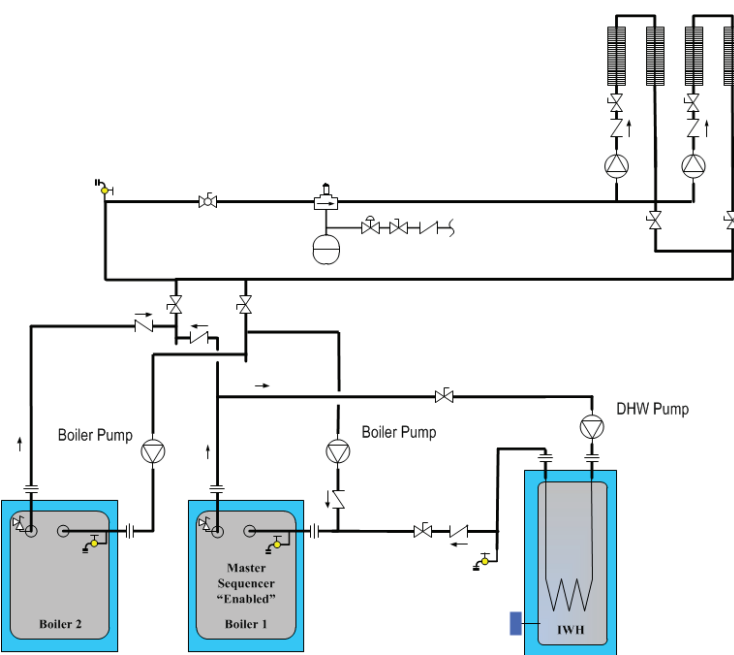 DHW Pump
Boiler Pump
Boiler Pump
Master
Sequencer
“Enabled”
Boiler 2
Boiler 1
IWH